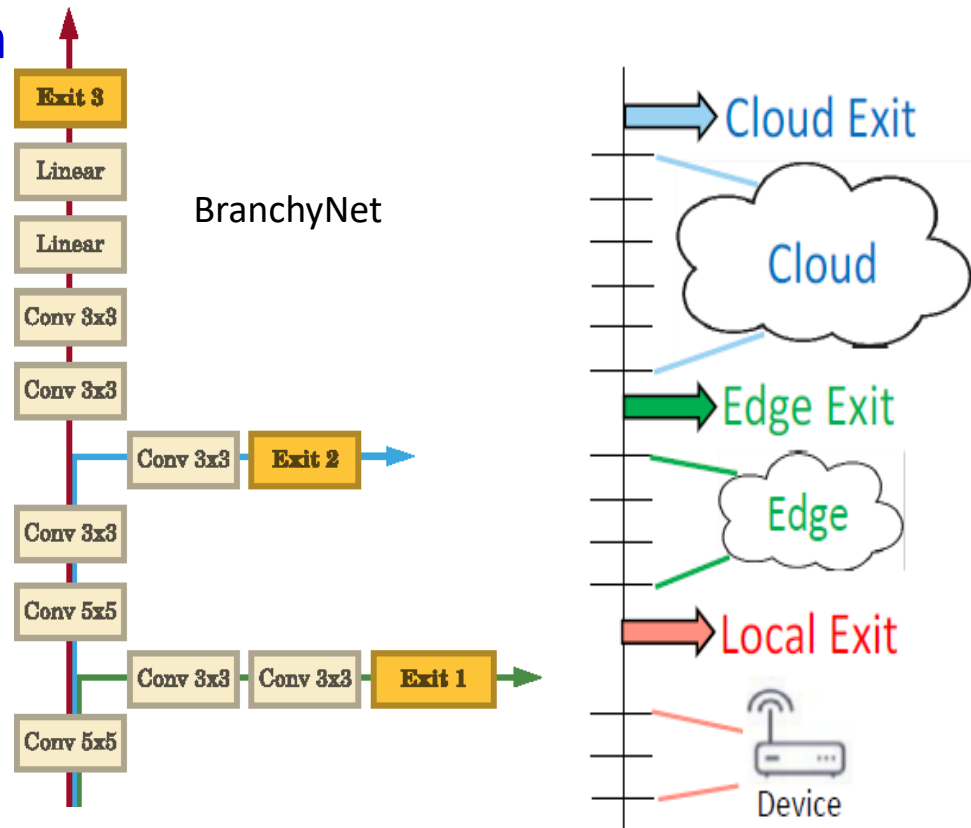 Exit 3
Linear
Linear
BranchyNet
Conv 3x3
Conv 3x3
Conv 3x3
Exit 2
Conv 3x3
Conv 5x5
Conv 3x3
Conv 3x3
Exit 1
Conv 5x5
Cloud Exit
Cloud
Edge Exit
Edge
Local Exit
Device